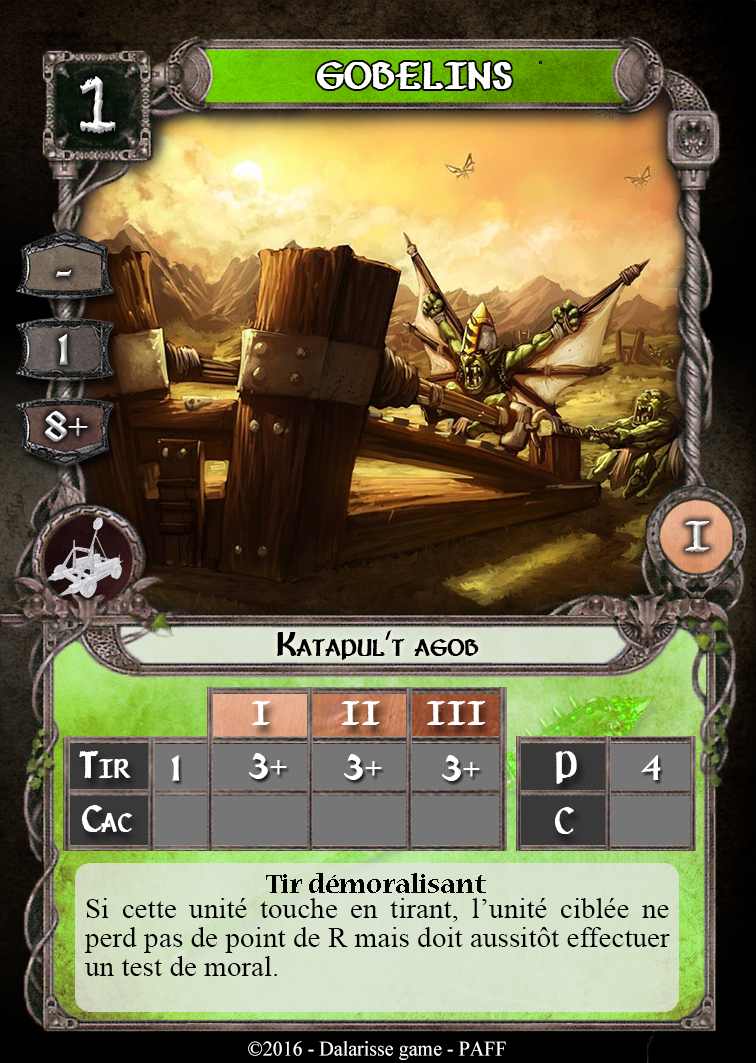 GOBELINS
1
-
1
8+
I
KATAPUL'T AGOB
I II III
TIR 1 3+ 3+ 3+ P 4
CAC C
Tir démoralisant
Si cette unité touche en tirant, l'unité ciblée ne
perd pas de point de R mais doit aussitôt effectuer
un test de moral.
©2016 - Dalarisse game - PAFF